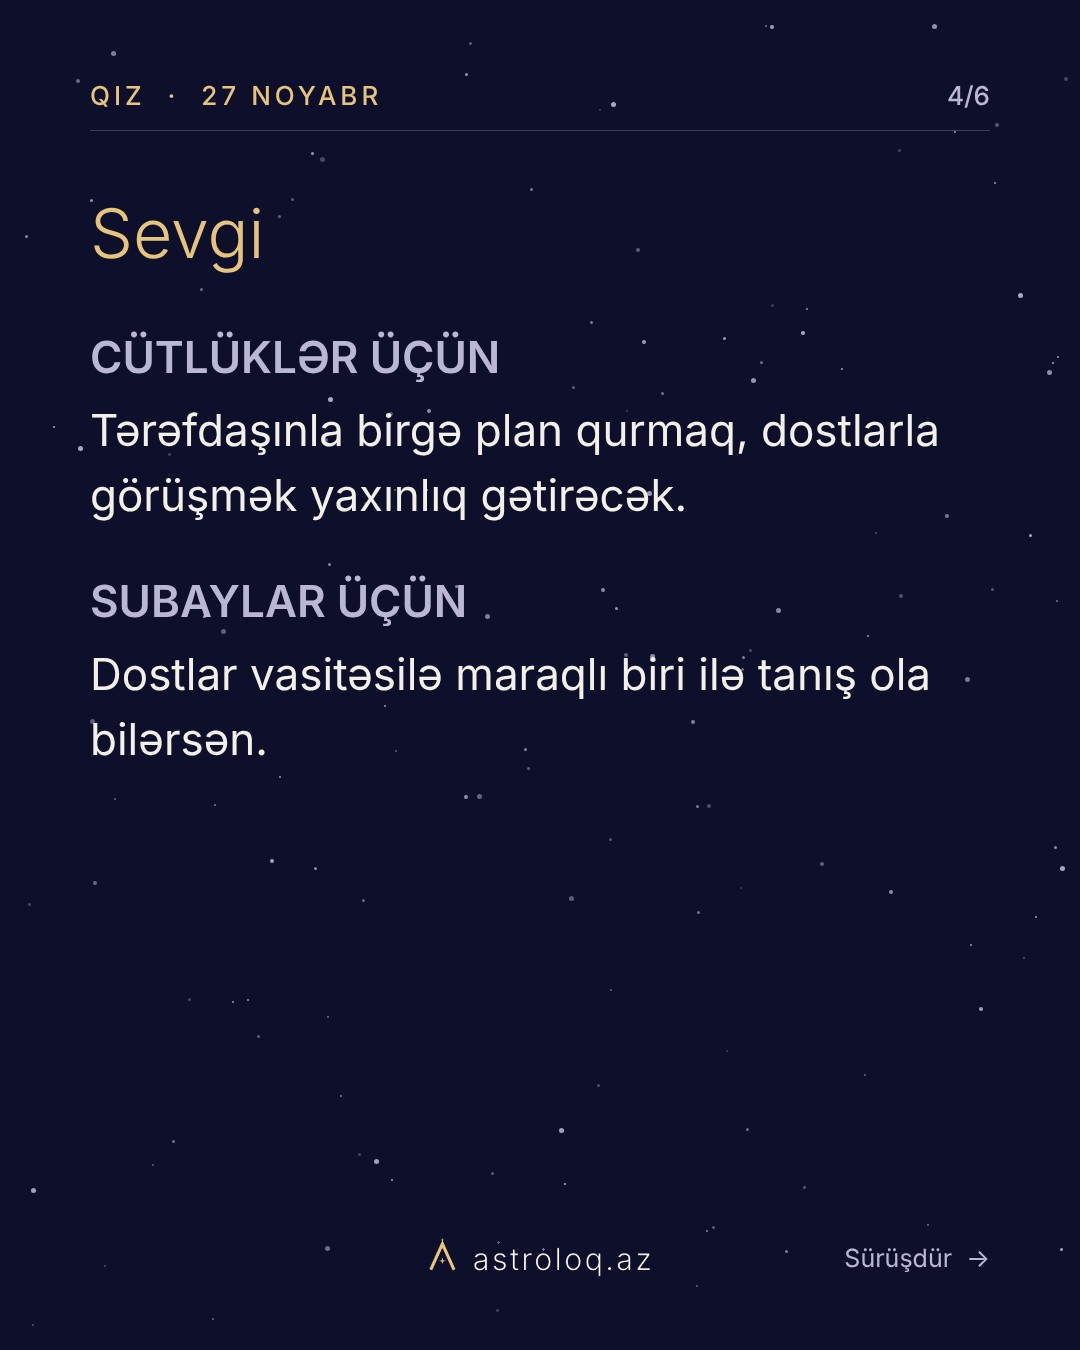 QIZ · 27 NOYABR
4/6
Sevgi
CÜTLÜKLƏR ÜÇÜN
Tərəfdaşınla birgə plan qurmaq, dostlarla
görüşmək yaxınlıq gətirəcək.
SUBAYLAR ÜÇÜN
Dostlar vasitəsilə maraqlı biri ilə tanış ola
bilərsən.
astroloq.az
Sürüşdür →